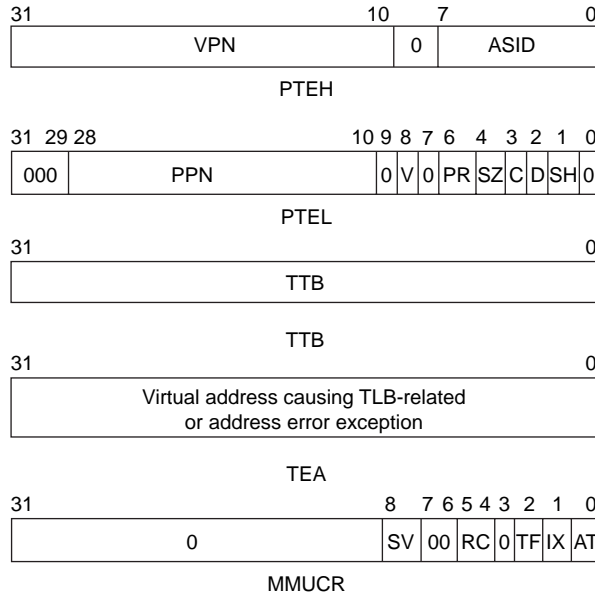 31 10 7 0
VPN 0 ASID
PTEH
31 29 28 10 9 8 7 6 4 3 2 1 0
000 PPN 0 V 0 PR SZ C D SH 0
PTEL
31 0
TTB
TTB
31 0
Virtual address causing TLB-related
or address error exception
TEA
31 8 7 6 5 4 3 2 1 0
0 SV 00 RC 0 TF IX AT
MMUCR